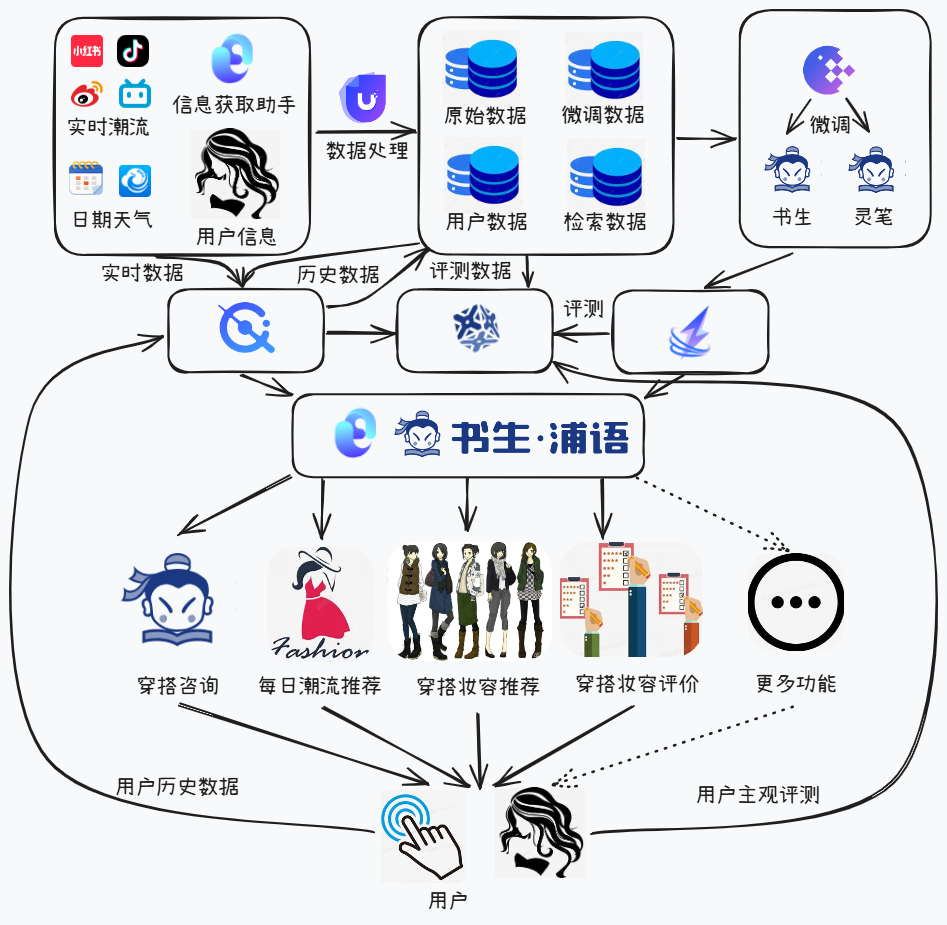 小红书
信息获取助手
实时潮流
日期天气
用户信息
数据处理
原始数据
微调数据
用户数据
检索数据
微调
书生
灵笔
实时数据
历史数据
评测数据
评测
书生·浦语
Fashion
穿搭咨询
每日潮流推荐
穿搭妆容推荐
穿搭妆容评价
更多功能
用户历史数据
用户主观评测
用户